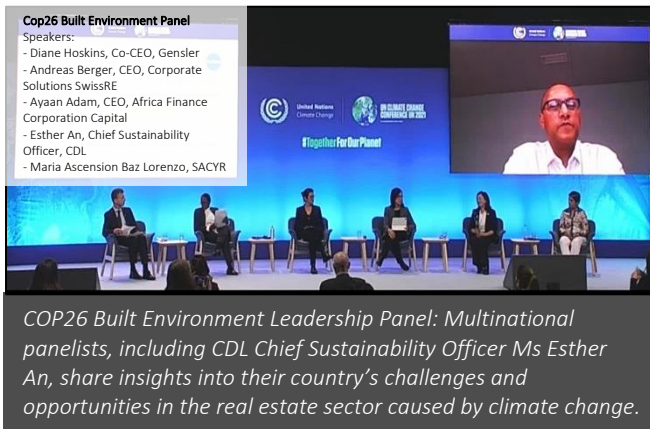 Cop26 Built Environment Panel
Speakers:
- Diane Hoskins, Co-CEO, Gensler
- Andreas Berger, CEO, Corporate
Solutions SwissRE
- Ayaan Adam, CEO, Africa Finance
Corporation Capital
- Esther An, Chief Sustainability
Officer, CDL
- Maria Ascension Baz Lorenzo, SACYR
United Nations
Climate Change
UN CLIMATE CHANGE
CONFERENCE UK 2021
#TogetherForOurPlanet
COP26 Built Environment Leadership Panel: Multinational
panelists, including CDL Chief Sustainability Officer Ms Esther
An, share insights into their country's challenges and
opportunities in the real estate sector caused by climate change.